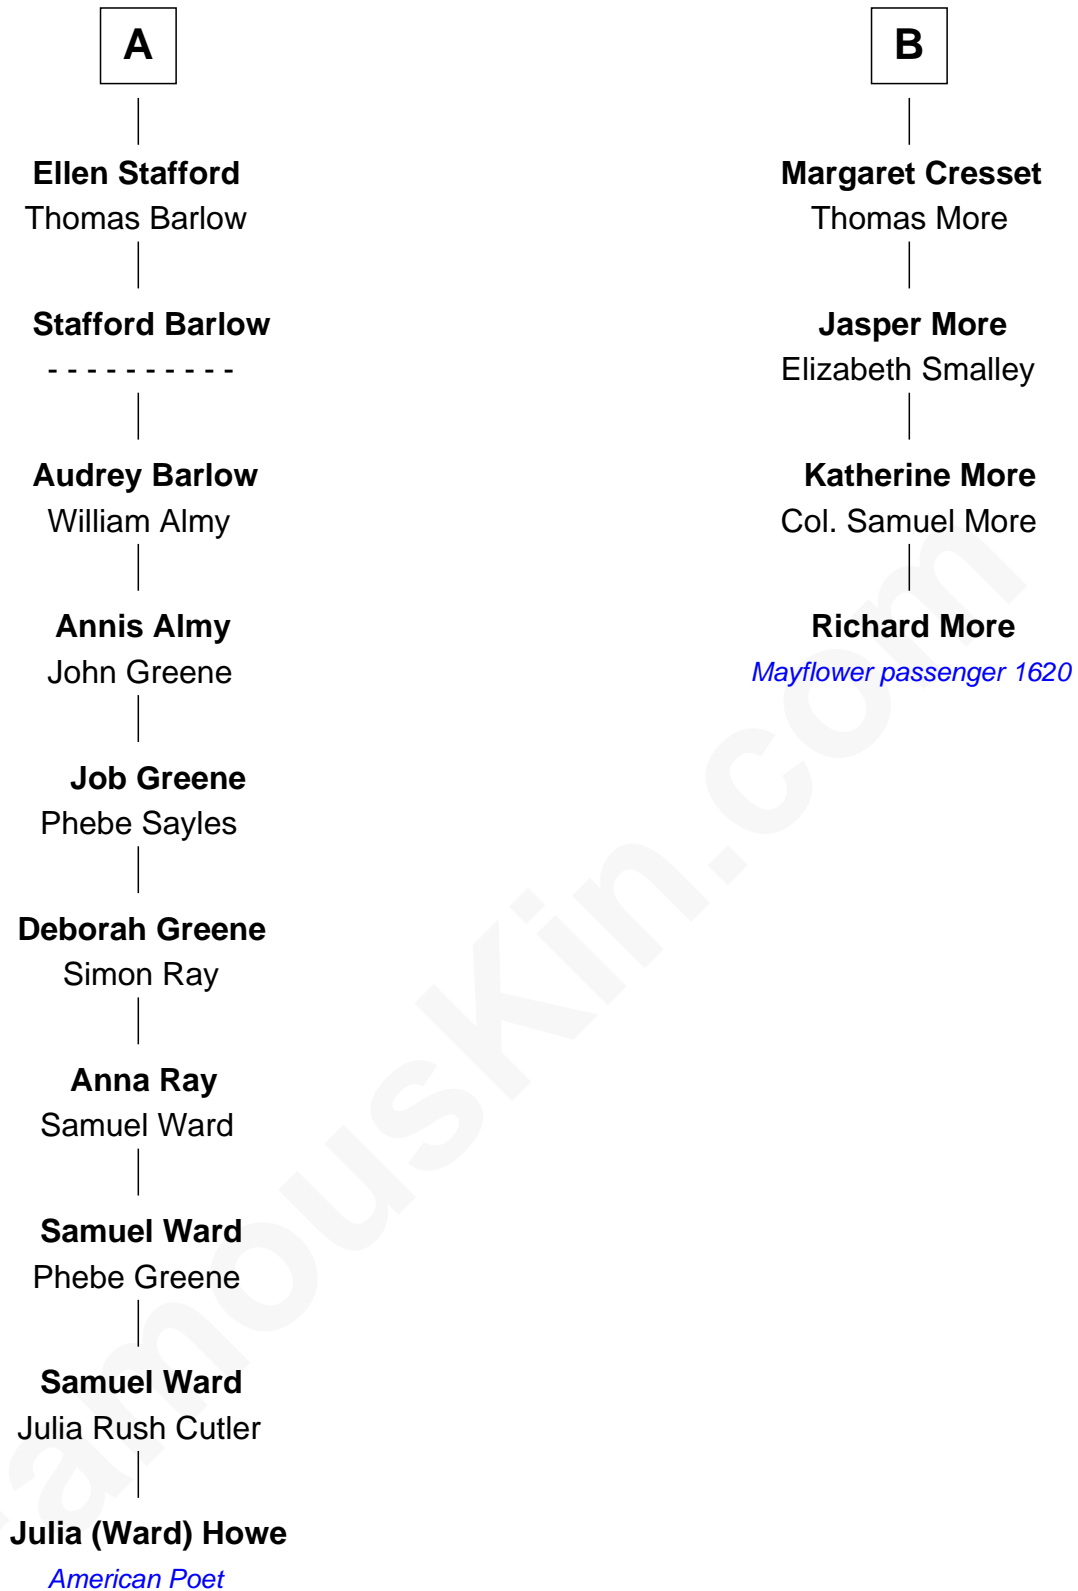 A
Ellen Stafford
Thomas Barlow
Stafford Barlow
- - - - - - - - - -
Audrey Barlow
William Almy
Annis Almy
John Greene
Job Greene
Phebe Sayles
Deborah Greene
Simon Ray
Anna Ray
Samuel Ward
Samuel Ward
Phebe Greene
Samuel Ward
Julia Rush Cutler
Julia (Ward) Howe
American Poet
B
Margaret Cresset
Thomas More
Jasper More
Elizabeth Smalley
Katherine More
Col. Samuel More
Richard More
Mayflower passenger 1620
famousKin.com